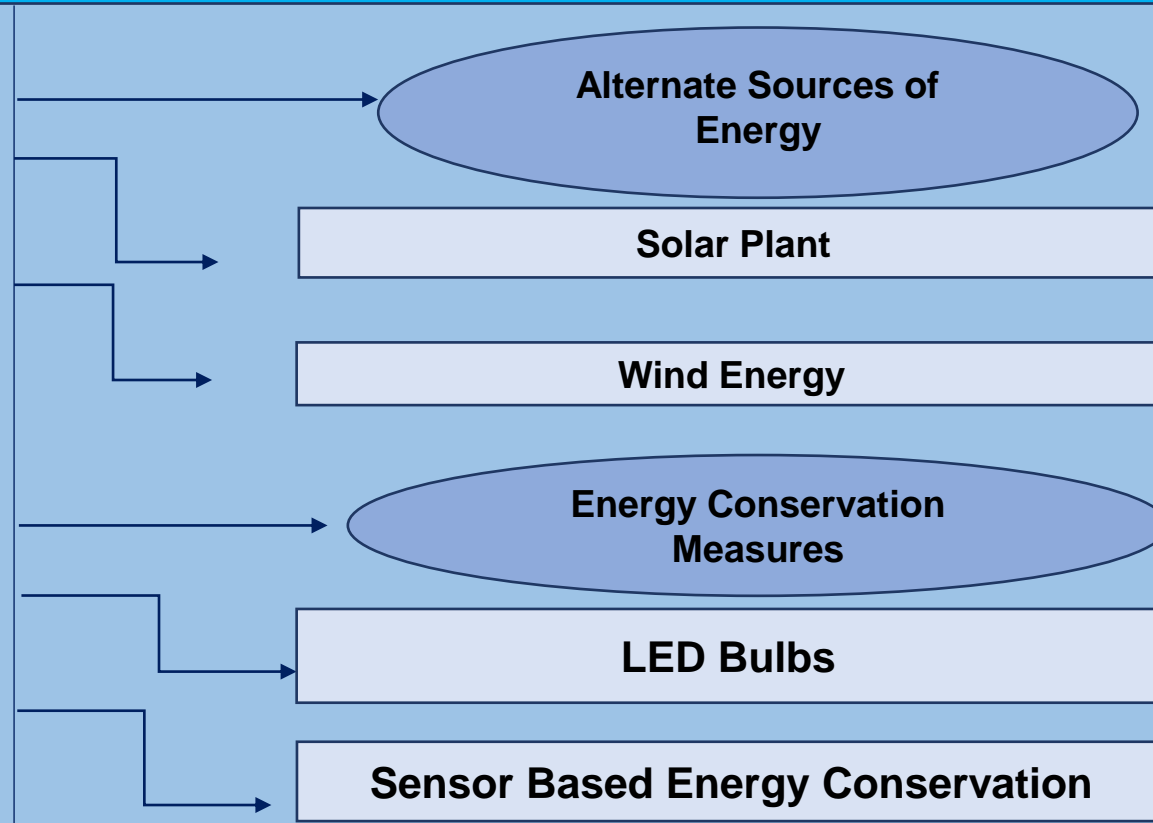 Alternate Sources of
Energy
Solar Plant
Wind Energy
Energy Conservation
Measures
LED Bulbs
Sensor Based Energy Conservation